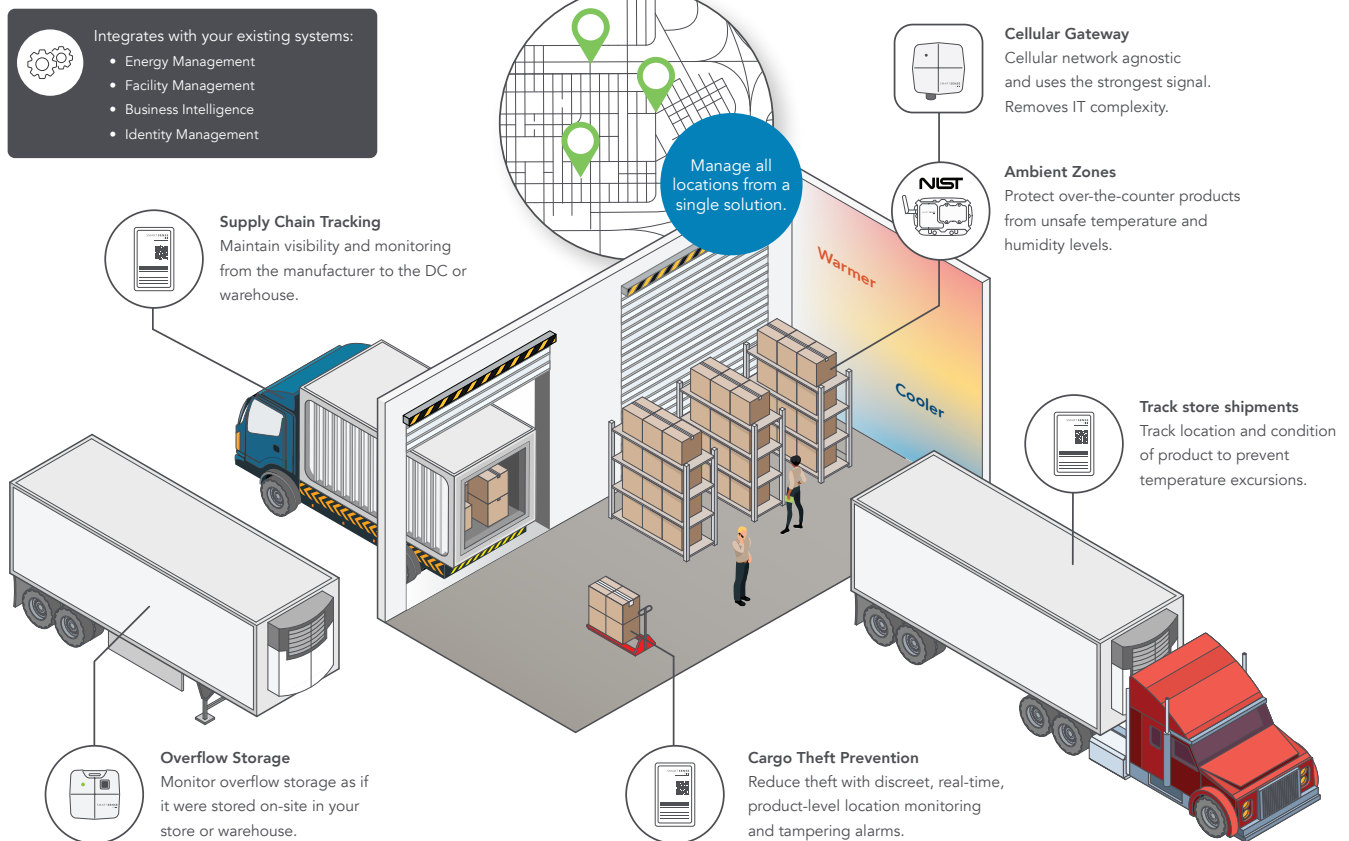 Integrates with your existing systems:
• Energy Management
• Facility Management
• Business Intelligence
• Identity Management
Manage all
locations from a
single solution.
Cellular Gateway
Cellular network agnostic
and uses the strongest signal.
Removes IT complexity.
NIST
Ambient Zones
Protect over-the-counter products
from unsafe temperature and
humidity levels.
Supply Chain Tracking
Maintain visibility and monitoring
from the manufacturer to the DC or
warehouse.
Warmer
Cooler
Track store shipments
Track location and condition
of product to prevent
temperature excursions.
Overflow Storage
Monitor overflow storage as if
it were stored on-site in your
store or warehouse.
Cargo Theft Prevention
Reduce theft with discreet, real-time,
product-level location monitoring
and tampering alarms.